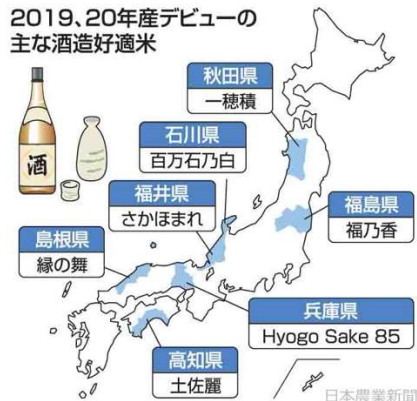 2019、20年産デビューの
主な酒造好適米
秋田県
一穂積
石川県
百万石乃白
福井県
さかほまれ
島根県
縁の舞
福島県
福乃香
兵庫県
Hyogo Sake 85
高知県
土佐麗
酒
日本農業新聞